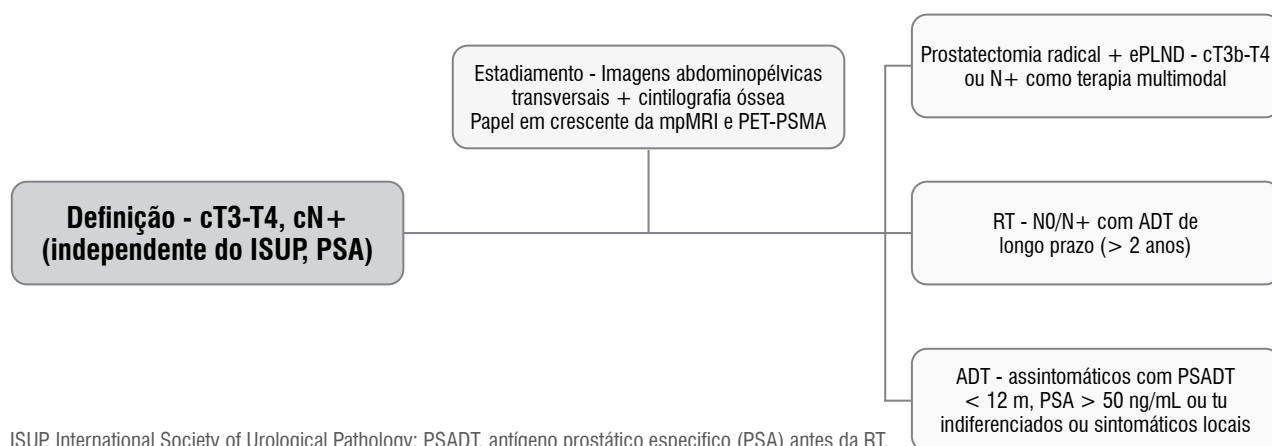 Estadiamento - Imagens abdominopélvicas
transversais + cintilografia óssea
Papel em crescente da mpMRI e PET-PSMA
Definição - cT3-T4, cN+
(independente do ISUP, PSA)
Prostatectomia radical + ePLND - cT3b-T4
ou N+ como terapia multimodal
RT - N0/N+ com ADT de
longo prazo (> 2 anos)
ADT - assintomáticos com PSADT
< 12 m, PSA > 50 ng/mL ou tu
indiferenciados ou sintomáticos locais
ISUP, International Society of Urological Pathology; PSADT, antígeno prostático específico (PSA) antes da RT.